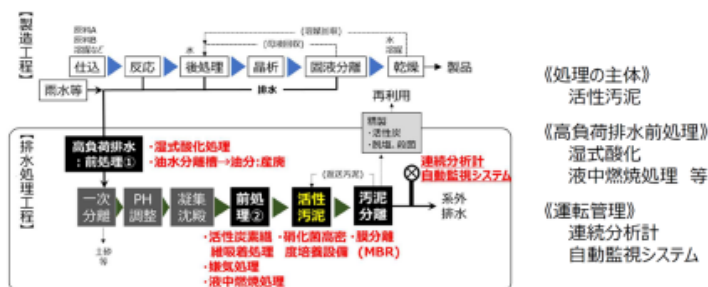 【製造工程】
原料A
原料B
溶媒など
(溶媒回収)
(母液回収)
水
水
溶媒
仕込
反応
後処理
晶析
固液分離
乾燥
製品
雨水等
排水
再利用
精製
・活性炭
・脱塩、殺菌
【排水処理工程】
高負荷排水
：前処理①
・湿式酸化処理
・油水分離槽→油分:産廃
連続分析計
自動監視システム
(返送汚泥)
一次
分離
PH
調整
凝集
沈殿
前処
理②
活性
汚泥
汚泥
分離
系外
排水
土砂
等
・活性炭素繊
維吸着処理
・嫌気処理
・液中燃焼処理
・硝化菌高密
度培養設備
・膜分離
(MBR)
《処理の主体》
活性汚泥
《高負荷排水前処理》
湿式酸化
液中燃焼処理 等
《運転管理》
連続分析計
自動監視システム